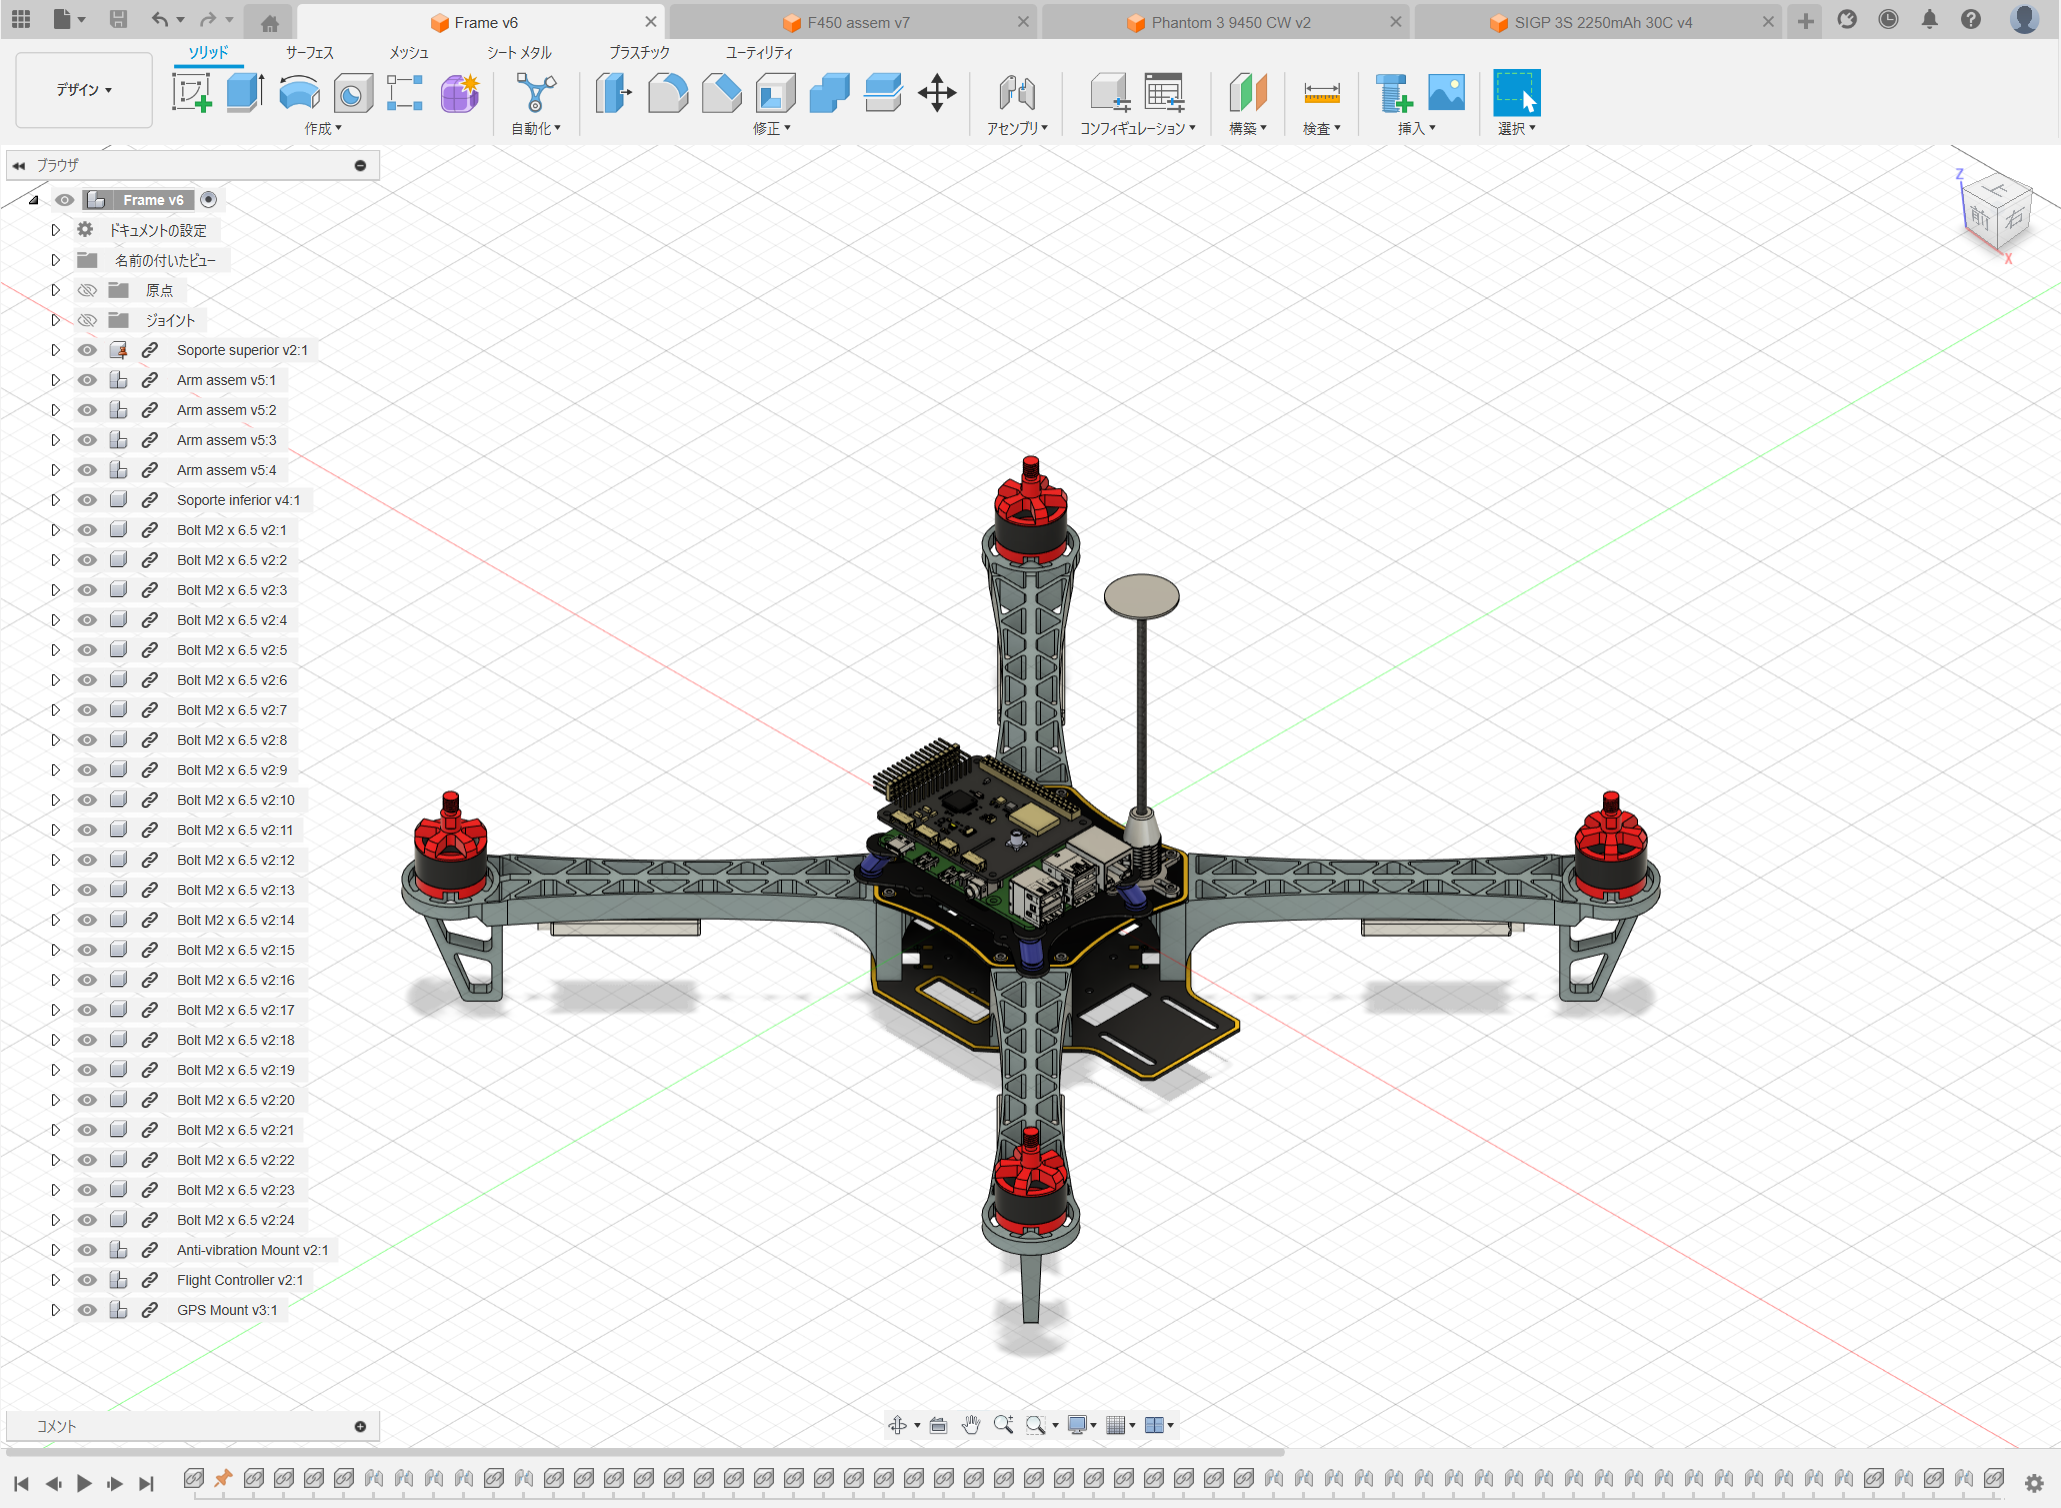 Frame v6
F450 assem v7
Phantom 3 9450 CW v2
SIGP 3S 2250mAh 30C v4
デザイン
ソリッド
サーフェス
メッシュ
シート メタル
プラスチック
ユーティリティ
作成
自動化
修正
アセンブリ
コンフィギュレーション
構築
検査
挿入
選択
ブラウザ
Frame v6
ドキュメントの設定
名前の付いたビュー
原点
ジョイント
Soporte superior v2:1
Arm assem v5:1
Arm assem v5:2
Arm assem v5:3
Arm assem v5:4
Soporte inferior v4:1
Bolt M2 x 6.5 v2:1
Bolt M2 x 6.5 v2:2
Bolt M2 x 6.5 v2:3
Bolt M2 x 6.5 v2:4
Bolt M2 x 6.5 v2:5
Bolt M2 x 6.5 v2:6
Bolt M2 x 6.5 v2:7
Bolt M2 x 6.5 v2:8
Bolt M2 x 6.5 v2:9
Bolt M2 x 6.5 v2:10
Bolt M2 x 6.5 v2:11
Bolt M2 x 6.5 v2:12
Bolt M2 x 6.5 v2:13
Bolt M2 x 6.5 v2:14
Bolt M2 x 6.5 v2:15
Bolt M2 x 6.5 v2:16
Bolt M2 x 6.5 v2:17
Bolt M2 x 6.5 v2:18
Bolt M2 x 6.5 v2:19
Bolt M2 x 6.5 v2:20
Bolt M2 x 6.5 v2:21
Bolt M2 x 6.5 v2:22
Bolt M2 x 6.5 v2:23
Bolt M2 x 6.5 v2:24
Anti-vibration Mount v2:1
Flight Controller v2:1
GPS Mount v3:1
Z
上
前 右
X
コメント